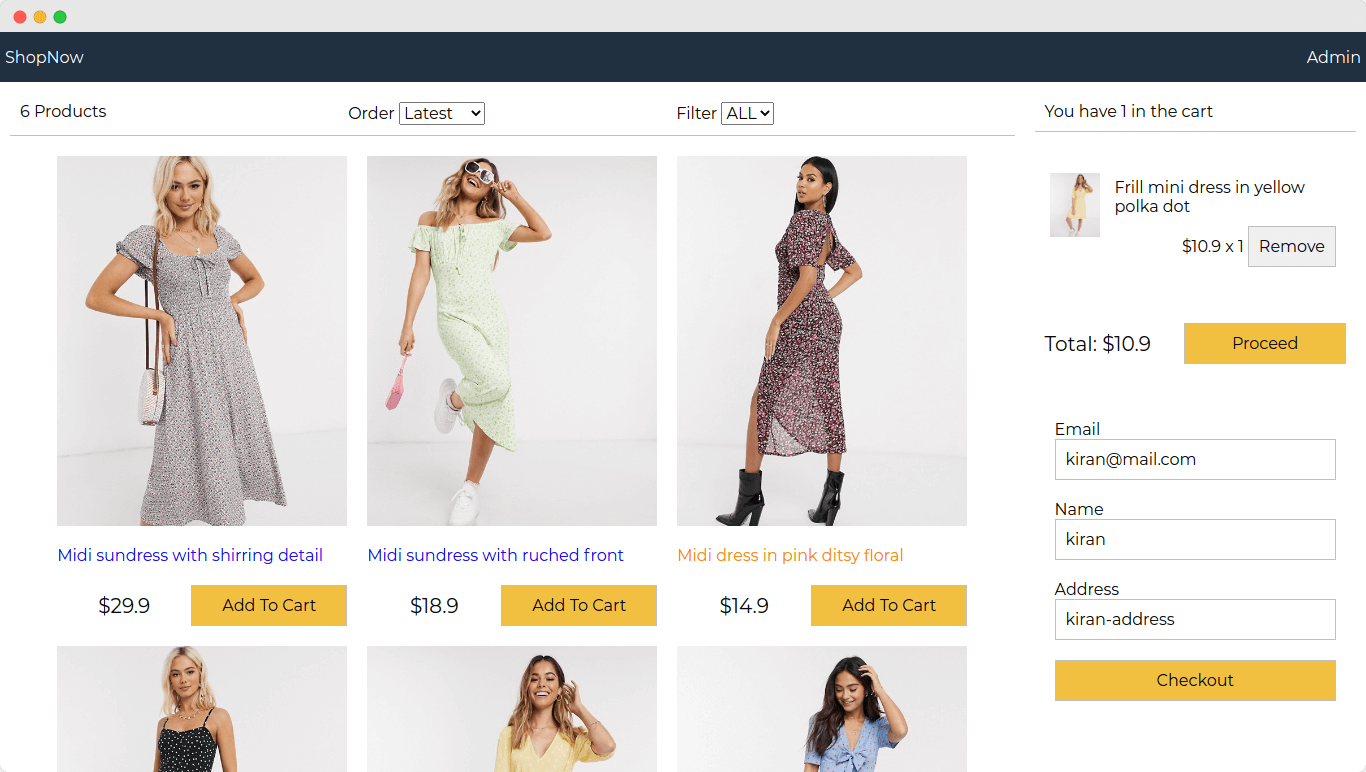 ShopNow
Admin
6 Products
Order Latest
Filter ALL
You have 1 in the cart
Frill mini dress in yellow
polka dot
$10.9 x 1 Remove
Total: $10.9
Proceed
Email
kiran@mail.com
Name
kiran
Address
kiran-address
Checkout
Midi sundress with shirring detail
$29.9
Add To Cart
Midi sundress with ruched front
$18.9
Add To Cart
Midi dress in pink ditsy floral
$14.9
Add To Cart